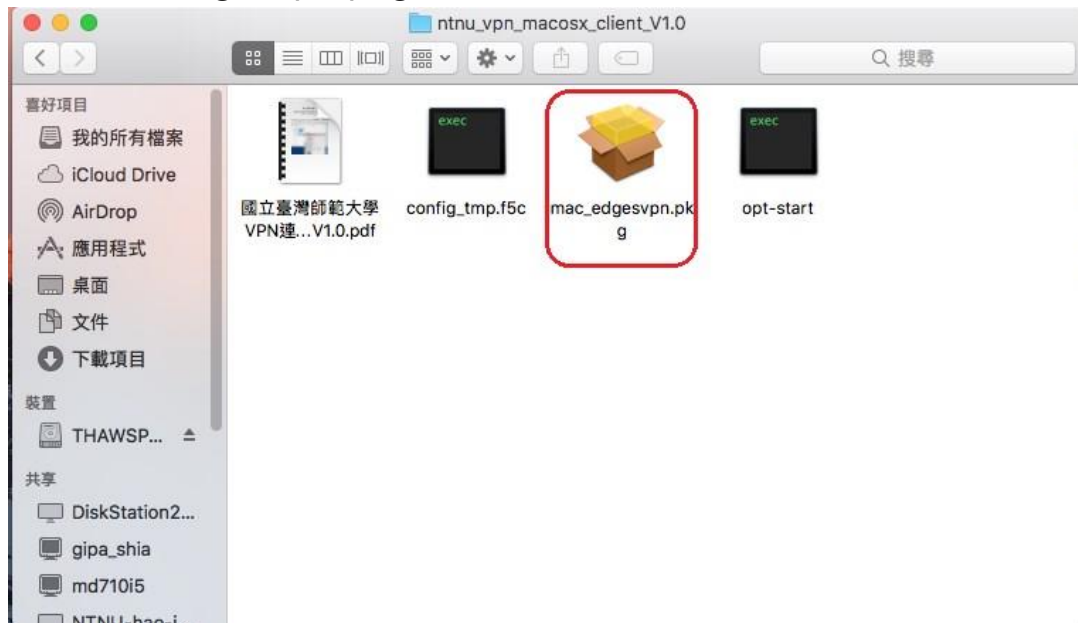 ntnu_vpn_macosx_client_V1.0
搜尋
喜好項目
我的所有檔案
iCloud Drive
AirDrop
應用程式
桌面
文件
下載項目
裝置
THAWSP...
共享
DiskStation2...
gipa_shia
md710i5
exec
exec
國立臺灣師範大學
VPN連...V1.0.pdf
config_tmp.f5c
mac_edgesvpn.pk
g
opt-start